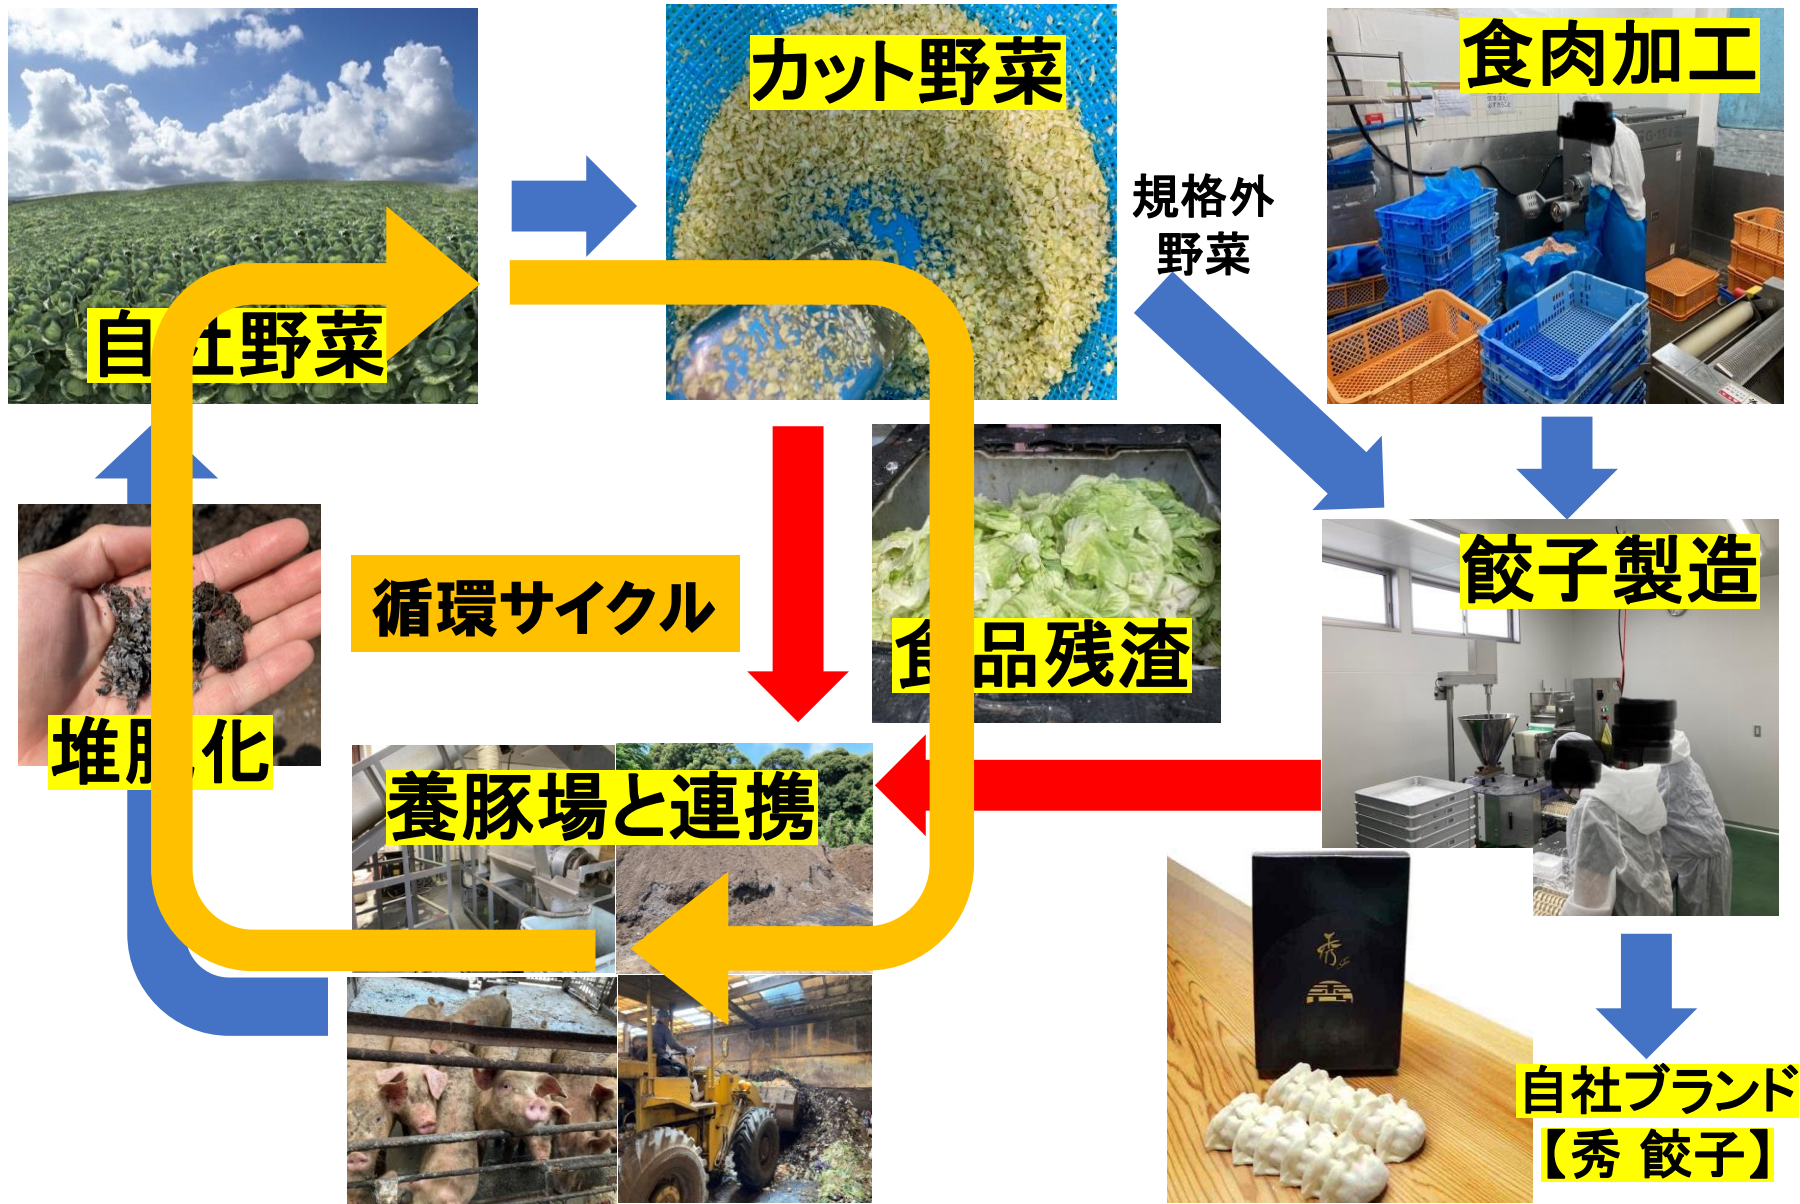 カット野菜
食肉加工
規格外
野菜
自社野菜
循環サイクル
食品残渣
餃子製造
堆肥化
養豚場と連携
秀
自社ブランド
【秀 餃子】